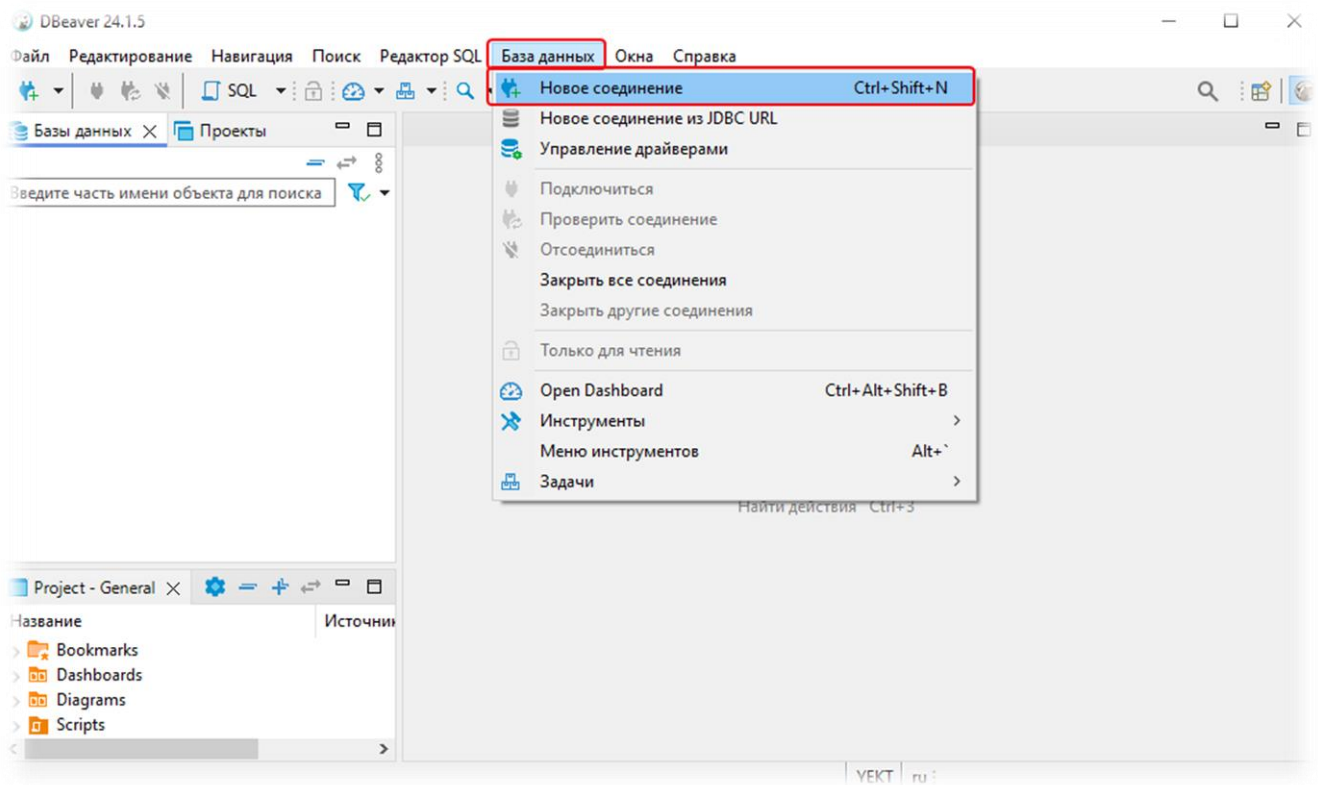 DBeaver 24.1.5
Файл Редактирование Навигация Поиск Редактор SQL База данных Окна Справка
SQL
Новое соединение Ctrl+Shift+N
Базы данных Проекты
Новое соединение из JDBC URL
Управление драйверами
Введите часть имени объекта для поиска
Подключиться
Проверить соединение
Отсоединиться
Закрыть все соединения
Закрыть другие соединения
Только для чтения
Open Dashboard Ctrl+Alt+Shift+B
Инструменты
Меню инструментов Alt+`
Задачи
Найти действия Ctrl+3
Project - General
Название Источник
Bookmarks
Dashboards
Diagrams
Scripts
YEKT ru